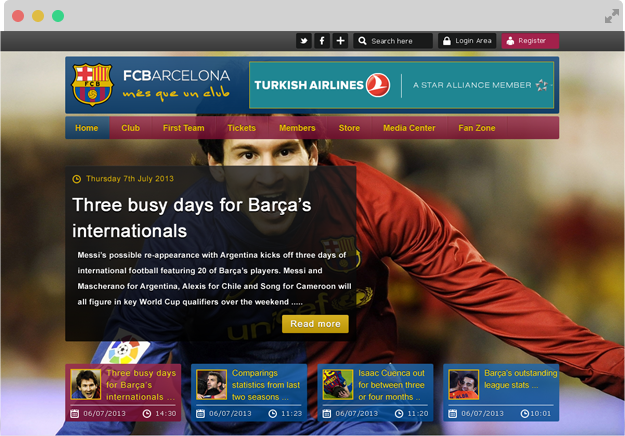 Search here
Login Area
Register
FCB
FCBARCELONA
més que un club
TURKISH AIRLINES
A STAR ALLIANCE MEMBER
Home Club First Team Tickets Members Store Media Center Fan Zone
Thursday 7th July 2013
Three busy days for Barça's
internationals
Messi's possible re-appearance with Argentina kicks off three days of
international football featuring 20 of Barça's players. Messi and
Mascherano for Argentina, Alexis for Chile and Song for Cameroon will
all figure in key World Cup qualifiers over the weekend .....
Read more
unicef
Three busy days
for Barça's
internationals ...
06/07/2013 14:30
Comparings
statistics from last
two seasons ...
06/07/2013 11:23
Isaac Cuenca out
for between three
or four months ..
06/07/2013 11:20
Barça's outstanding
league stats ...
06/07/2013 10:01